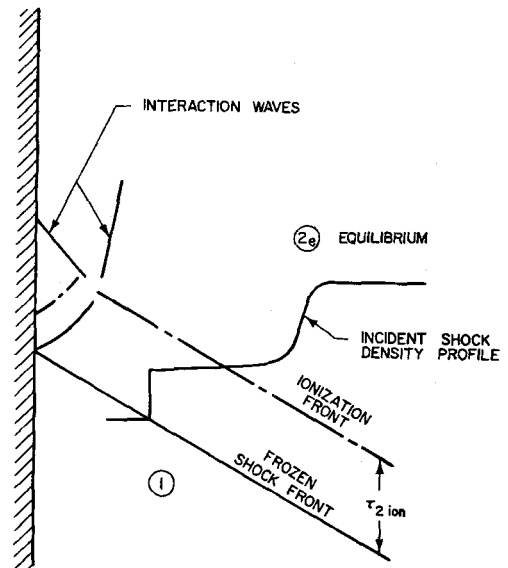 INTERACTION WAVES
2e EQUILIBRIUM
INCIDENT SHOCK
DENSITY PROFILE
IONIZATION
FRONT
FROZEN
SHOCK FRONT
1
τ2 ion